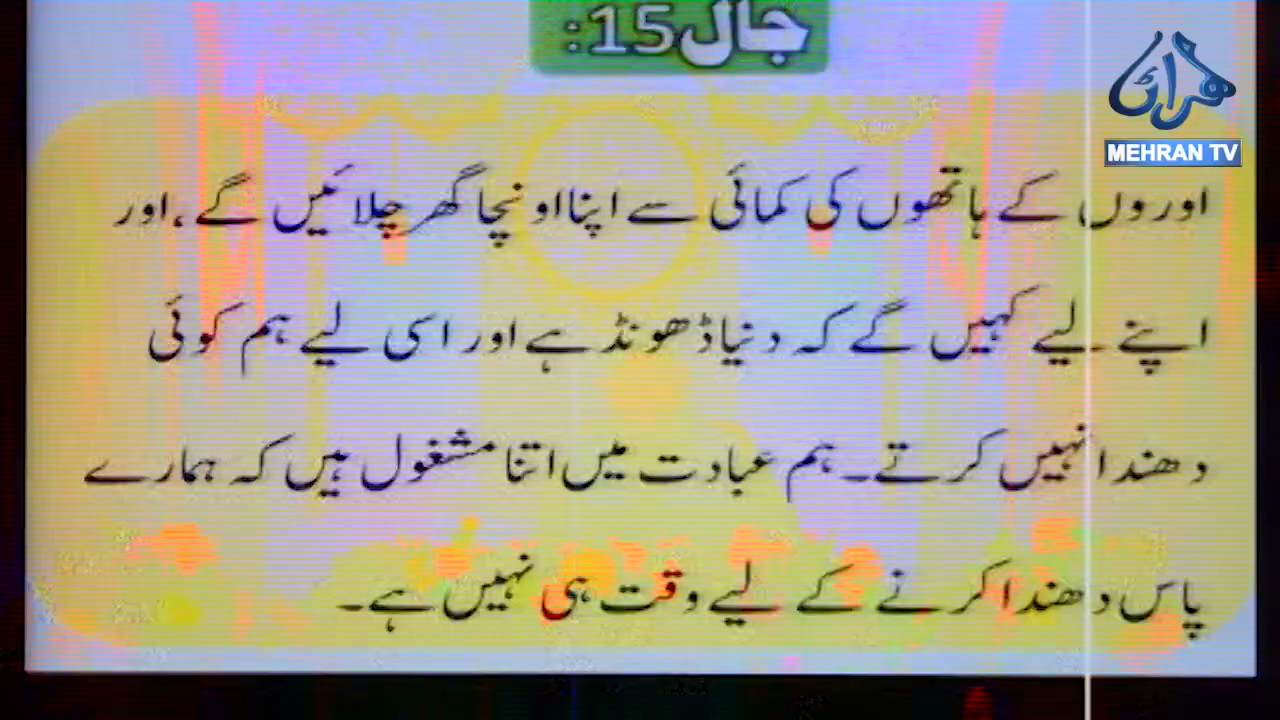 جال15:
مهراڻ
MEHRAN TV
اوروں کے ہاتھوں کی کمائی سے اپنا اونچا گھر چلائیں گے،اور
اپنے لیے کہیں گے کہ دنیا ڈھونڈ ہے اور اسی لیے ہم کوئی
دھندا نہیں کرتے۔ ہم عبادت میں اتنا مشغول ہیں کہ ہمارے
پاس دھندا کرنے کے لیے وقت ہی نہیں ہے۔